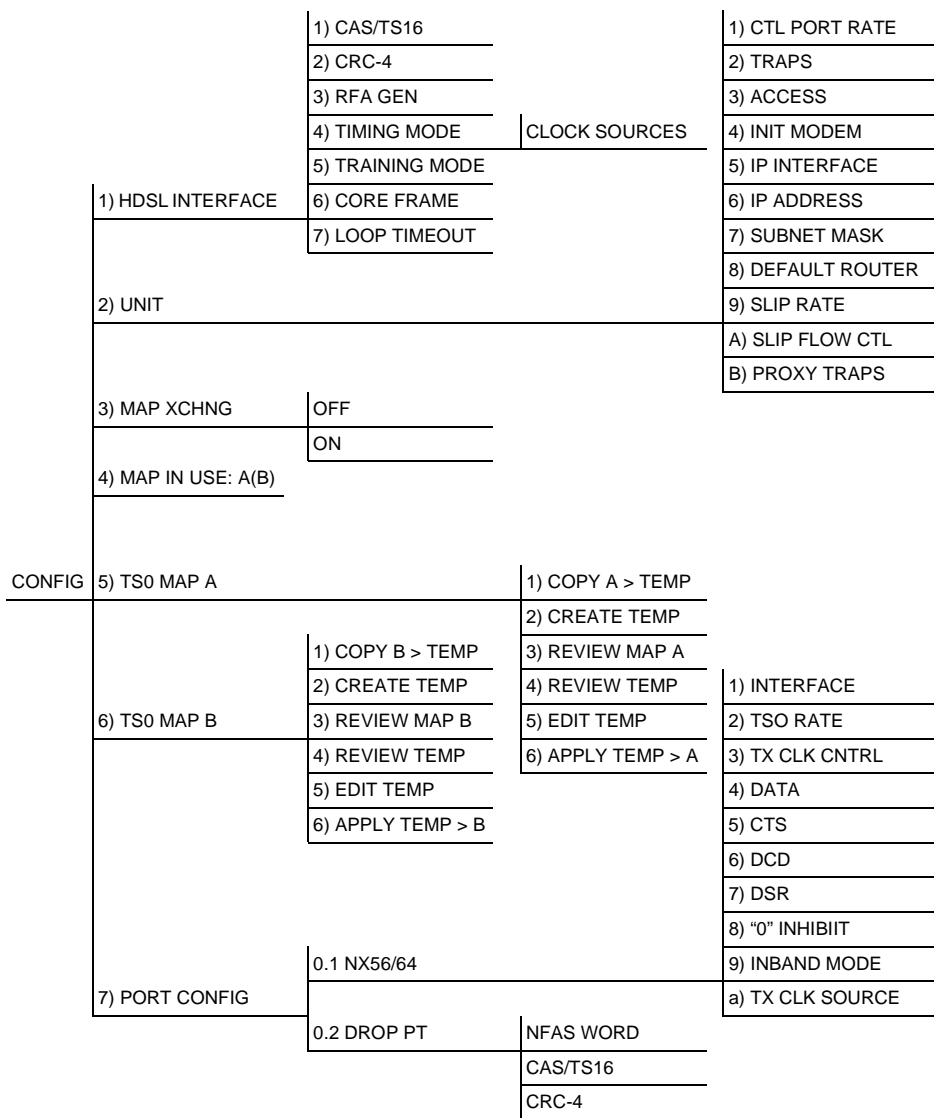 CONFIG
1) HDSL INTERFACE
1) CAS/TS16
2) CRC-4
3) RFA GEN
4) TIMING MODE
CLOCK SOURCES
5) TRAINING MODE
6) CORE FRAME
7) LOOP TIMEOUT
2) UNIT
1) CTL PORT RATE
2) TRAPS
3) ACCESS
4) INIT MODEM
5) IP INTERFACE
6) IP ADDRESS
7) SUBNET MASK
8) DEFAULT ROUTER
9) SLIP RATE
A) SLIP FLOW CTL
B) PROXY TRAPS
3) MAP XCHNG
OFF
ON
4) MAP IN USE: A(B)
5) TS0 MAP A
1) COPY A > TEMP
2) CREATE TEMP
3) REVIEW MAP A
4) REVIEW TEMP
5) EDIT TEMP
6) APPLY TEMP > A
6) TS0 MAP B
1) COPY B > TEMP
2) CREATE TEMP
3) REVIEW MAP B
4) REVIEW TEMP
5) EDIT TEMP
6) APPLY TEMP > B
7) PORT CONFIG
0.1 NX56/64
1) INTERFACE
2) TSO RATE
3) TX CLK CNTRL
4) DATA
5) CTS
6) DCD
7) DSR
8) “0” INHIBIIT
9) INBAND MODE
a) TX CLK SOURCE
0.2 DROP PT
NFAS WORD
CAS/TS16
CRC-4